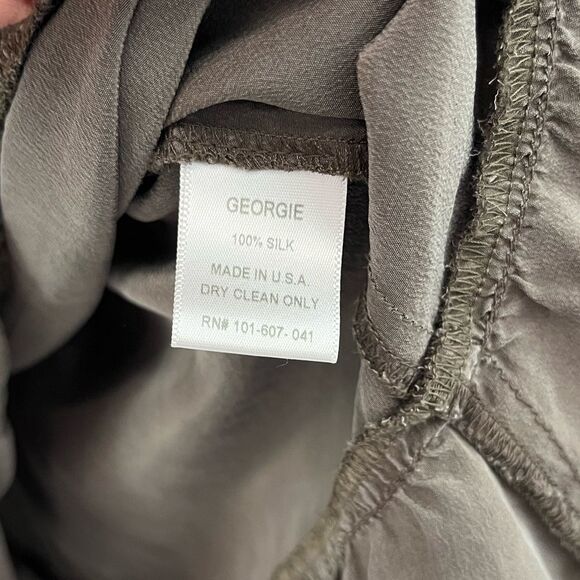 GEORGIE
100% SILK
MADE IN U.S.A.
DRY CLEAN ONLY
RN# 101-607- 041